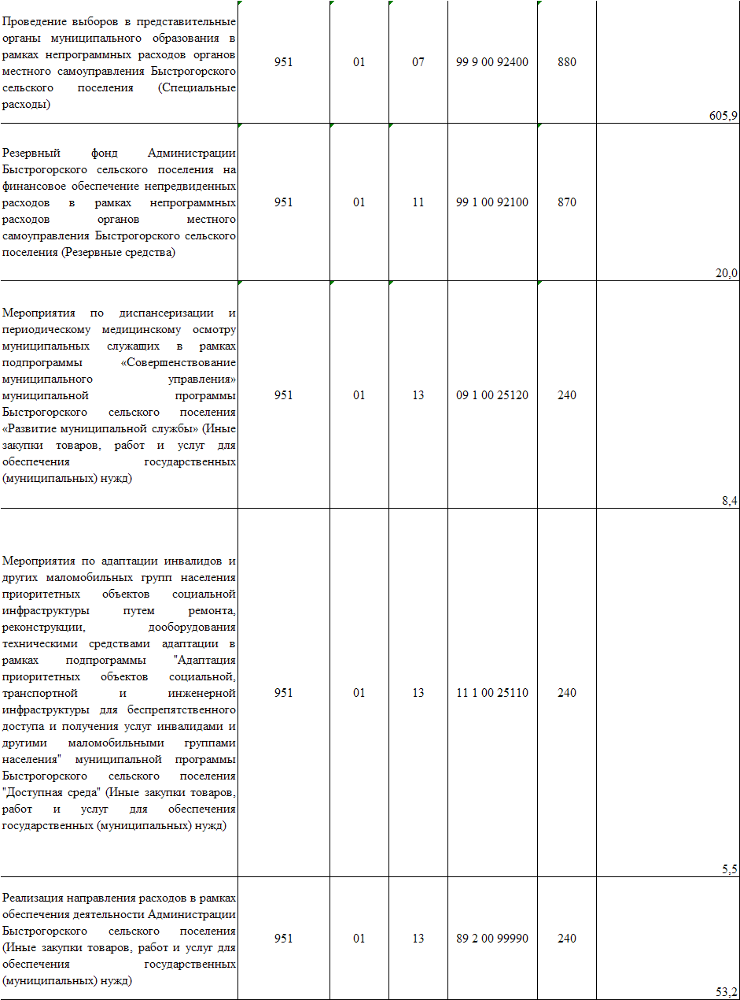 Проведение выборов в представительные
органы муниципального образования в
рамках непрограммных расходов органов
местного самоуправления Быстрогорского
сельского поселения (Специальные
расходы)
951 01 07 99 9 00 92400 880
605,9
Резервный фонд Администрации
Быстрогорского сельского поселения на
финансовое обеспечение непредвиденных
расходов в рамках непрограммных
расходов органов местного
самоуправления Быстрогорского сельского
поселения (Резервные средства)
951 01 11 99 1 00 92100 870
20,0
Мероприятия по диспансеризации и
периодическому медицинскому осмотру
муниципальных служащих в рамках
подпрограммы «Совершенствование
муниципального управления»
муниципальной программы
Быстрогорского сельского поселения
«Развитие муниципальной службы» (Иные
закупки товаров, работ и услуг для
обеспечения государственных
(муниципальных) нужд)
951 01 13 09 1 00 25120 240
8,4
Мероприятия по адаптации инвалидов и
других маломобильных групп населения
приоритетных объектов социальной
инфраструктуры путем ремонта,
реконструкции, дооборудования
техническими средствами адаптации в
рамках подпрограммы "Адаптация
приоритетных объектов социальной,
транспортной и инженерной
инфраструктуры для беспрепятственного
доступа и получения услуг инвалидами и
другими маломобильными группами
населения" муниципальной программы
Быстрогорского сельского поселения
"Доступная среда" (Иные закупки товаров,
работ и услуг для обеспечения
государственных (муниципальных) нужд)
951 01 13 11 1 00 25110 240
5,5
Реализация направления расходов в рамках
обеспечения деятельности Администрации
Быстрогорского сельского поселения
(Иные закупки товаров, работ и услуг для
обеспечения государственных
(муниципальных) нужд)
951 01 13 89 2 00 99990 240
53,2